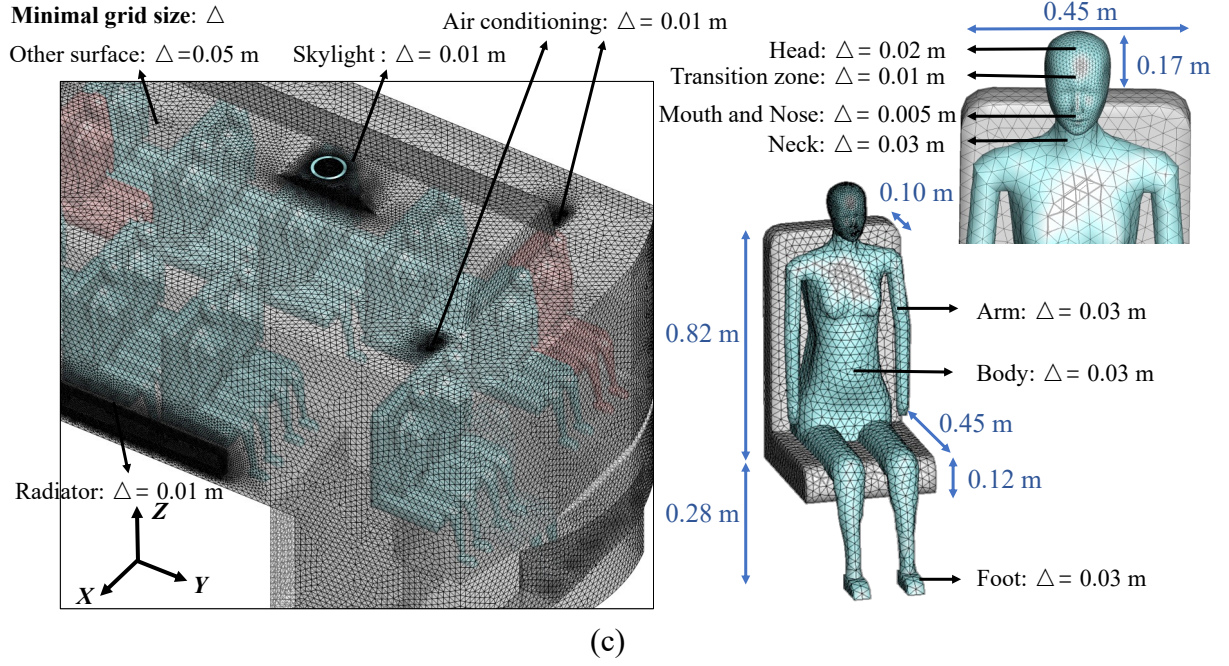 Minimal grid size: △
Air conditioning: △= 0.01 m
Other surface: △=0.05 m
Skylight : △= 0.01 m
Radiator: △= 0.01 m
Z
X
Y
0.45 m
Head: △= 0.02 m
0.17 m
Transition zone: △= 0.01 m
Mouth and Nose: △= 0.005 m
Neck: △= 0.03 m
0.10 m
0.82 m
Arm: △= 0.03 m
Body: △= 0.03 m
0.45 m
0.12 m
0.28 m
Foot: △= 0.03 m
(c)